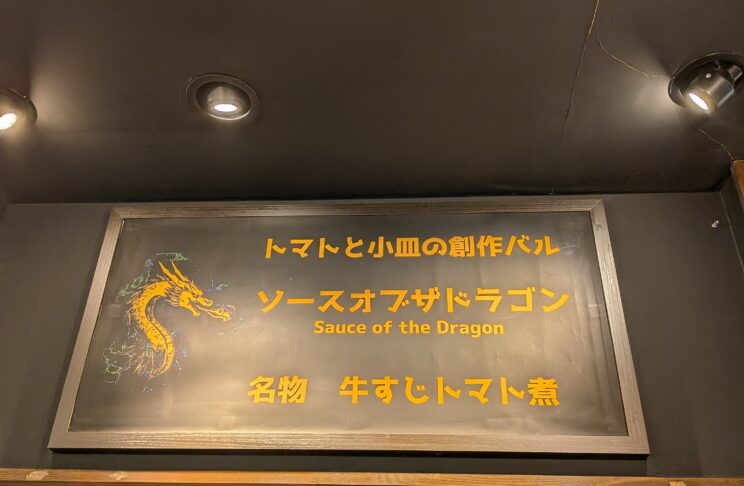 トマトと小皿の創作バル
ソースオブザドラゴン
Sauce of the Dragon
名物　牛すじトマト煮